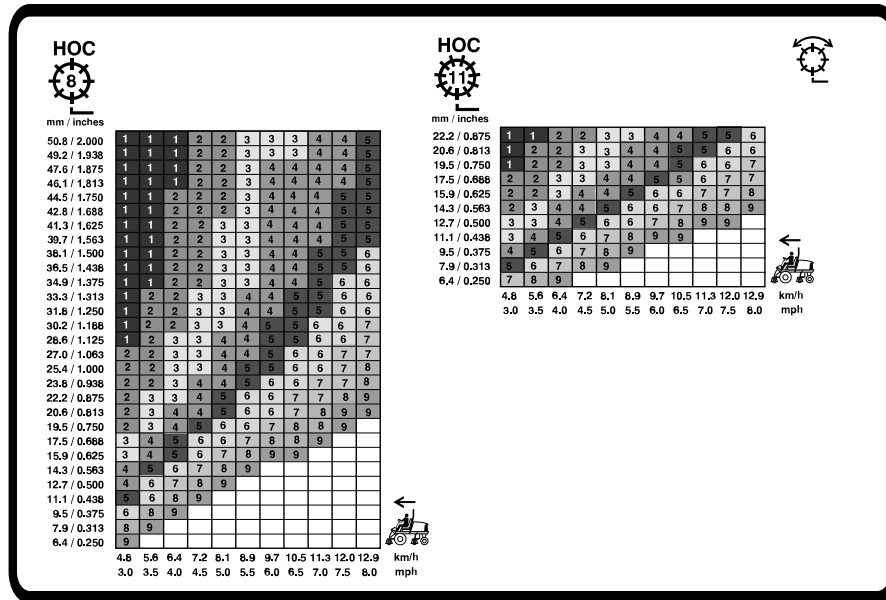 HOC
8
mm / inches
50.8 / 2.000 1 1 1 2 2 3 3 3 4 4 5
49.2 / 1.938 1 1 1 2 2 3 3 3 4 4 5
47.6 / 1.875 1 1 1 2 2 3 4 4 4 4 5
46.1 / 1.813 1 1 1 2 2 3 4 4 4 4 5
44.5 / 1.750 1 1 2 2 2 3 4 4 4 5 5
42.8 / 1.688 1 1 2 2 2 3 4 4 4 5 5
41.3 / 1.625 1 1 2 2 3 3 4 4 4 5 5
39.7 / 1.563 1 1 2 2 3 3 4 4 4 5 5
38.1 / 1.500 1 1 2 2 3 3 4 4 5 5 6
36.5 / 1.438 1 1 2 2 3 3 4 4 5 5 6
34.9 / 1.375 1 1 2 2 3 3 4 4 5 6 6
33.3 / 1.313 1 2 2 3 3 4 4 5 5 6 6
31.8 / 1.250 1 2 2 3 3 4 4 5 5 6 6
30.2 / 1.188 1 2 2 3 3 4 5 5 6 6 7
28.6 / 1.125 1 2 3 3 4 4 5 5 6 6 7
27.0 / 1.063 2 2 3 3 4 4 5 6 6 7 7
25.4 / 1.000 2 2 3 3 4 5 5 6 6 7 8
23.8 / 0.938 2 2 3 4 4 5 6 6 7 7 8
22.2 / 0.875 2 3 3 4 5 6 6 7 7 8 9
20.6 / 0.813 2 3 4 4 5 6 6 7 8 9 9
19.5 / 0.750 2 3 4 5 6 6 7 8 8 9
17.5 / 0.688 3 4 5 6 6 7 8 8 9
15.9 / 0.625 3 4 5 6 7 8 9 9
14.3 / 0.563 4 5 6 7 8 9
12.7 / 0.500 4 6 7 8 9
11.1 / 0.438 5 6 8 9
9.5 / 0.375 6 8 9
7.9 / 0.313 8 9
6.4 / 0.250 9
4.8 5.6 6.4 7.2 8.1 8.9 9.7 10.5 11.3 12.0 12.9 km/h
3.0 3.5 4.0 4.5 5.0 5.5 6.0 6.5 7.0 7.5 8.0 mph
HOC
11
mm / inches
22.2 / 0.875 1 1 2 2 3 3 4 4 5 5 6
20.6 / 0.813 1 2 2 3 3 4 4 5 5 6 6
19.5 / 0.750 1 2 2 3 4 4 4 5 6 6 7
17.5 / 0.688 2 2 3 3 4 4 5 5 6 7 7
15.9 / 0.625 2 2 3 4 4 5 6 6 7 7 8
14.3 / 0.563 2 3 4 4 5 6 6 7 8 8 9
12.7 / 0.500 3 3 4 5 6 6 7 8 9 9
11.1 / 0.438 3 4 5 6 7 8 9 9
9.5 / 0.375 4 5 6 7 8 9
7.9 / 0.313 5 6 7 8 9
6.4 / 0.250 7 8 9
4.8 5.6 6.4 7.2 8.1 8.9 9.7 10.5 11.3 12.0 12.9 km/h
3.0 3.5 4.0 4.5 5.0 5.5 6.0 6.5 7.0 7.5 8.0 mph